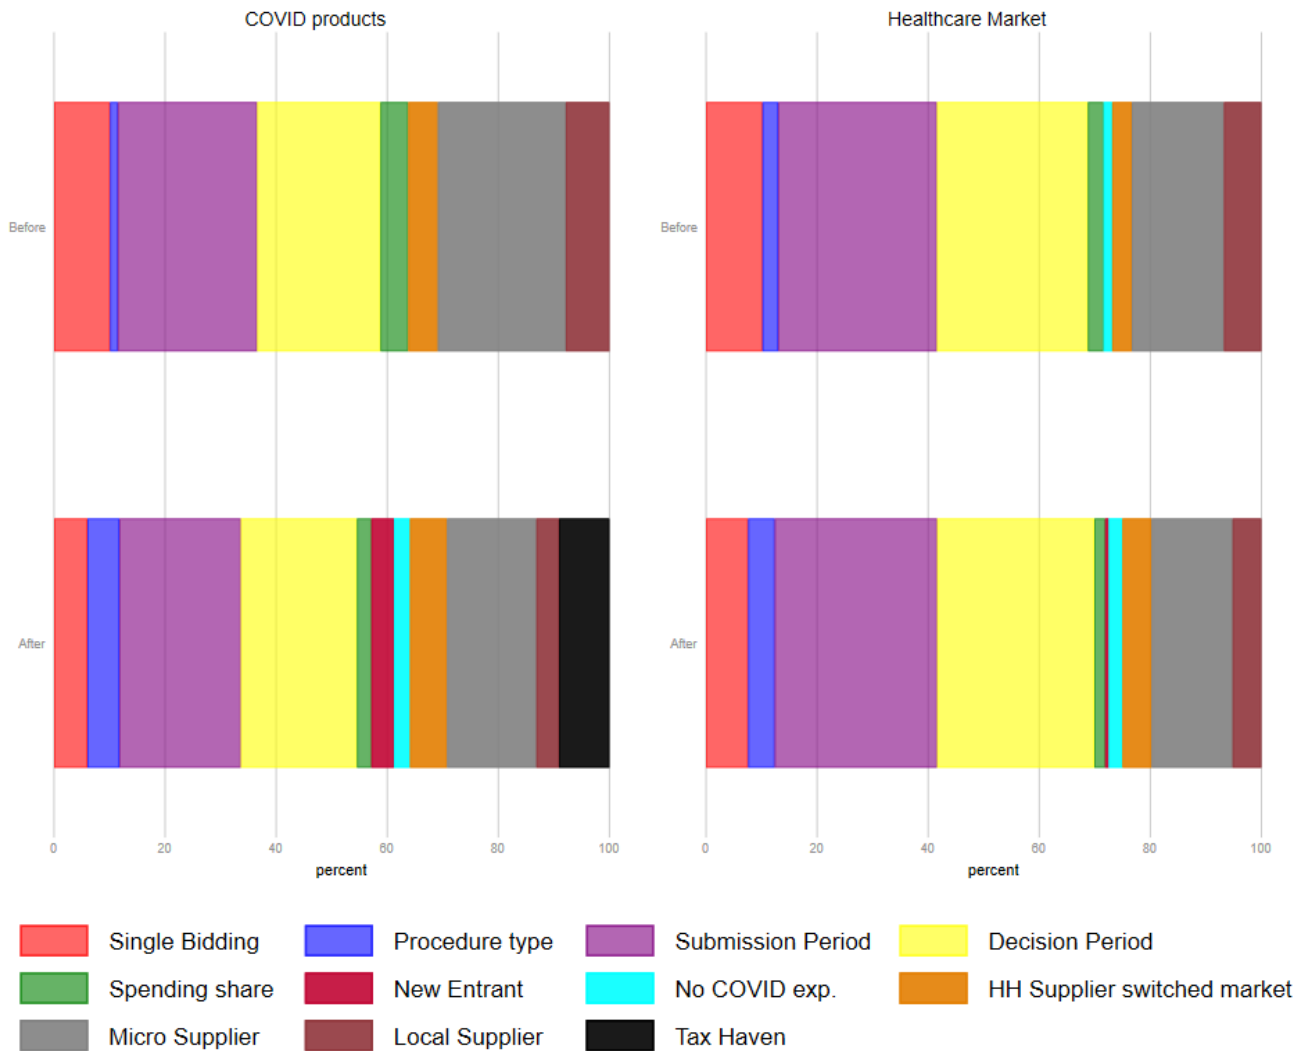 COVID products
Healthcare Market
Before
Before
After
After
0 20 40 60 80 100
0 20 40 60 80 100
percent
percent
Single Bidding Procedure type Submission Period Decision Period
Spending share New Entrant No COVID exp. HH Supplier switched market
Micro Supplier Local Supplier Tax Haven